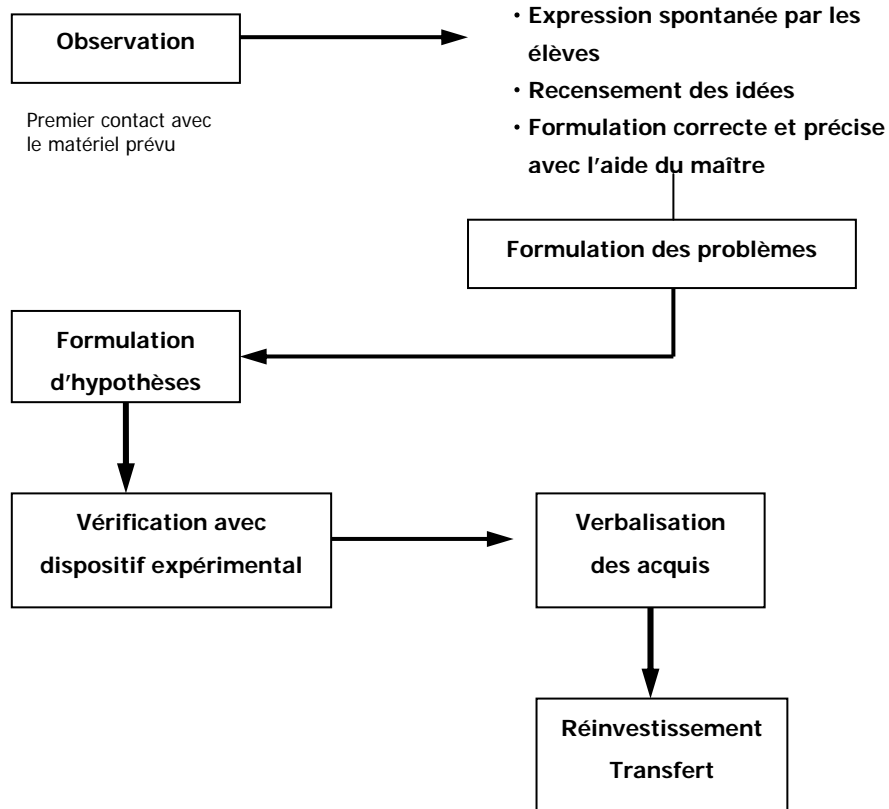 Observation
Premier contact avec
le matériel prévu
· Expression spontanée par les
élèves
· Recensement des idées
· Formulation correcte et précise
avec l'aide du maître
Formulation des problèmes
Formulation
d'hypothèses
Vérification avec
dispositif expérimental
Verbalisation
des acquis
Réinvestissement
Transfert